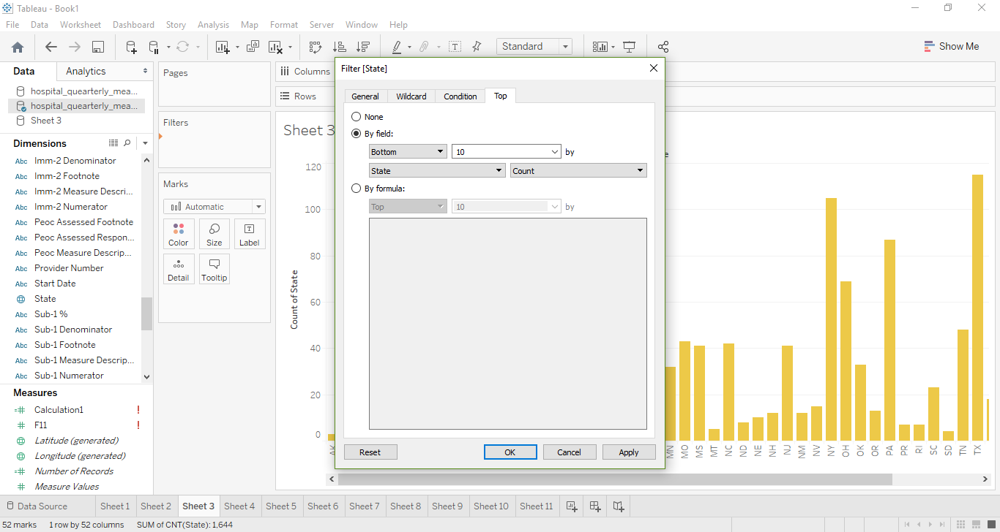 Tableau - Book1
File Data Worksheet Dashboard Story Analysis Map Format Server Window Help
Standard
Show Me
Data Analytics
hospital_quearterly_mea...
hospital_quearterly_mea...
Sheet 3
Dimensions
Abc Imm-2 Denominator
Abc Imm-2 Footnote
Abc Imm-2 Measure Descri...
Abc Imm-2 Numerator
Abc Peoc Assessed Footnote
Abc Peoc Assessed Respon...
Abc Peoc Measure Descrip...
Abc Provider Number
Abc Start Date
State
Abc Sub-1 %
Abc Sub-1 Denominator
Abc Sub-1 Footnote
Abc Sub-1 Measure Descrip...
Abc Sub-1 Numerator
Measures
Calculation1 !
F11 !
Latitude (generated)
Longitude (generated)
Number of Records
Measure Values
Pages
Filters
Marks
Automatic
Color Size Label
Detail Tooltip
Columns
Rows
Sheet 3
Count of State
120
100
80
60
40
20
0
Filter [State]
General Wildcard Condition Top
None
By field:
Bottom 10 by
State Count
By formula:
Top 10 by
Reset OK Cancel Apply
e
AK MN MO MS MT NC ND NE NH NJ NM NV NY OH OK OR PA PR RI SC SD TN TX
Data Source Sheet 1 Sheet 2 Sheet 3 Sheet 4 Sheet 5 Sheet 6 Sheet 7 Sheet 8 Sheet 9 Sheet 10 Sheet 11
52 marks 1 row by 52 columns SUM of CNT(State): 1,644